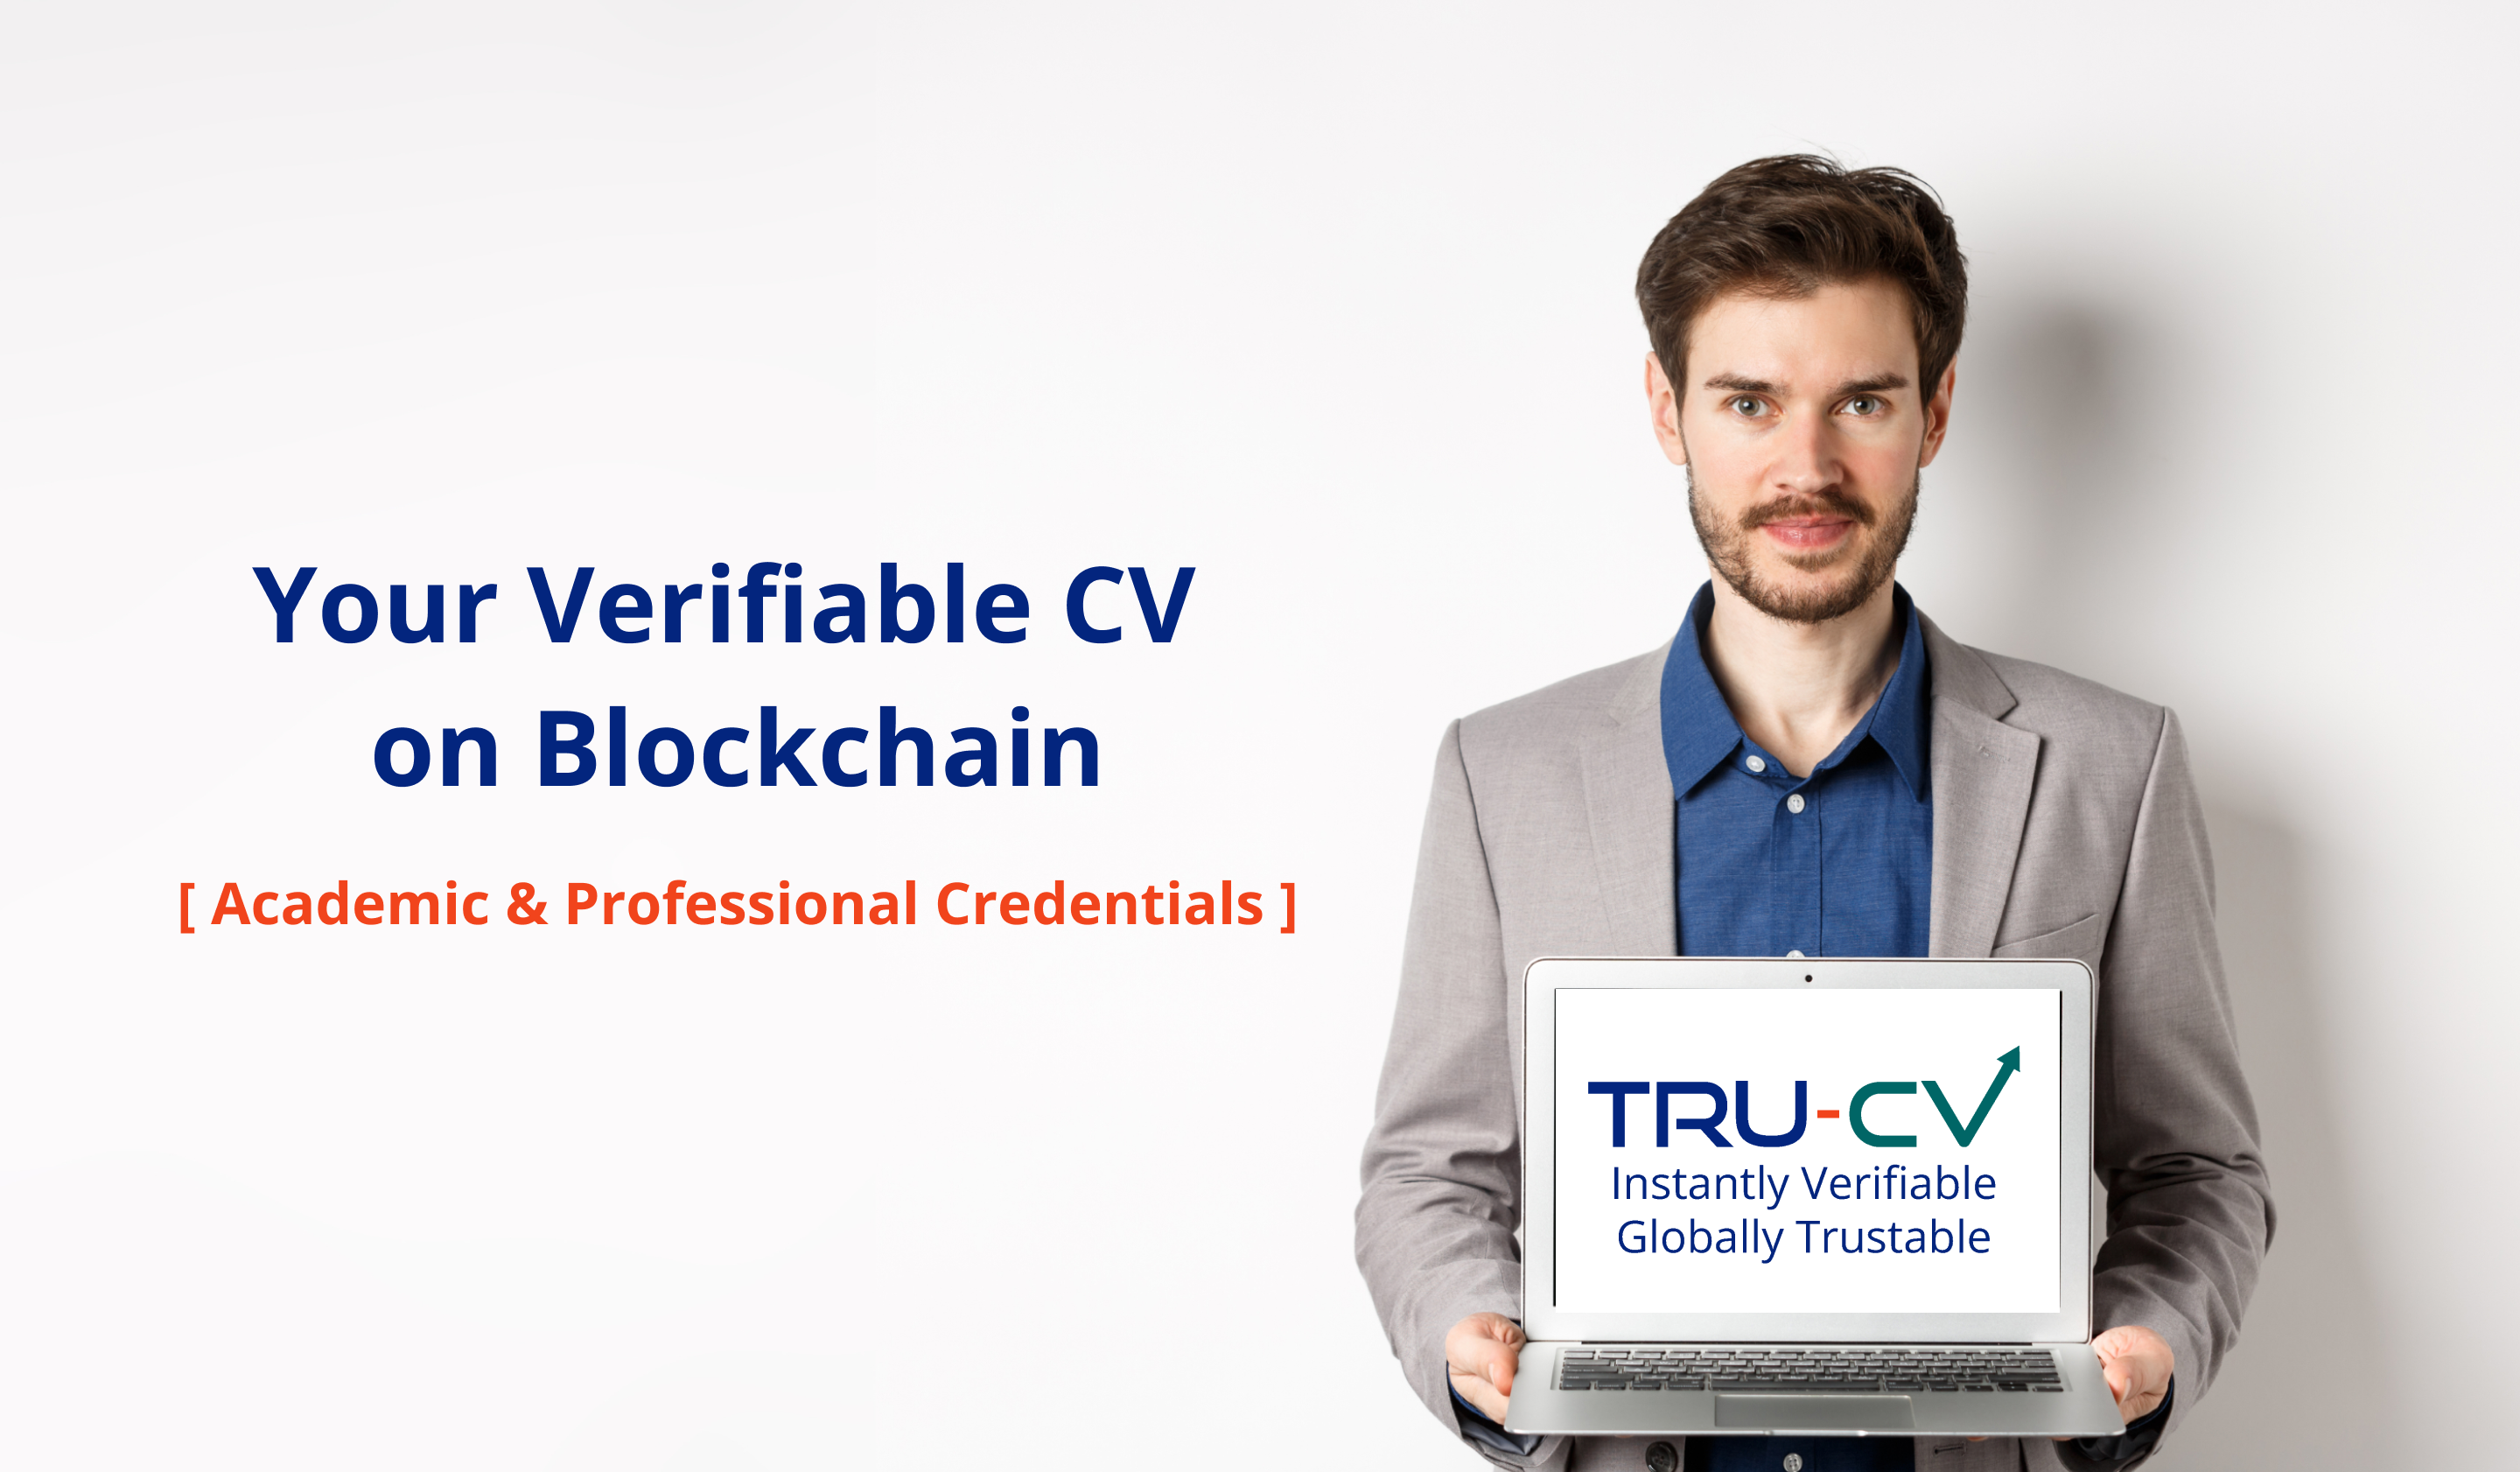 Your Verifiable CV
on Blockchain
[ Academic & Professional Credentials ]
TRU-CV
Instantly Verifiable
Globally Trustable